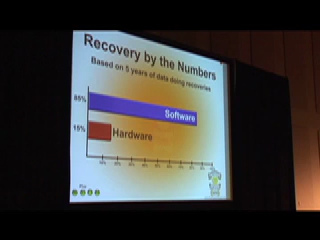 Recovery by the Numbers
Based on 5 years of data doing recoveries
85%
Software
15%
Hardware